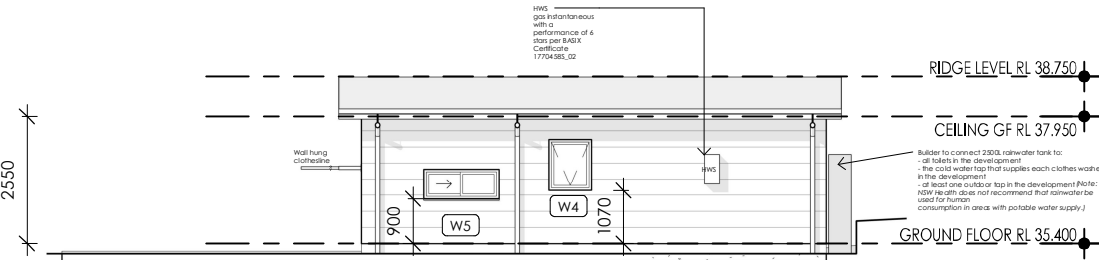 HWS
gas instantaneous
with a
performance of 6
stars per BASIX
Certificate
1770458S_02
RIDGE LEVEL RL 38.750
CEILING GF RL 37.950
2550
Wall hung
clothesline
HWS
Builder to connect 2500L rainwater tank to:
- all toilets in the development
- the cold water tap that supplies each clothes washe
in the development
- at least one outdoor tap in the development (Note:
NSW Health does not recommend that rainwater be
used for human
consumption in areas with potable water supply.)
900
W5
W4
1070
GROUND FLOOR RL 35.400